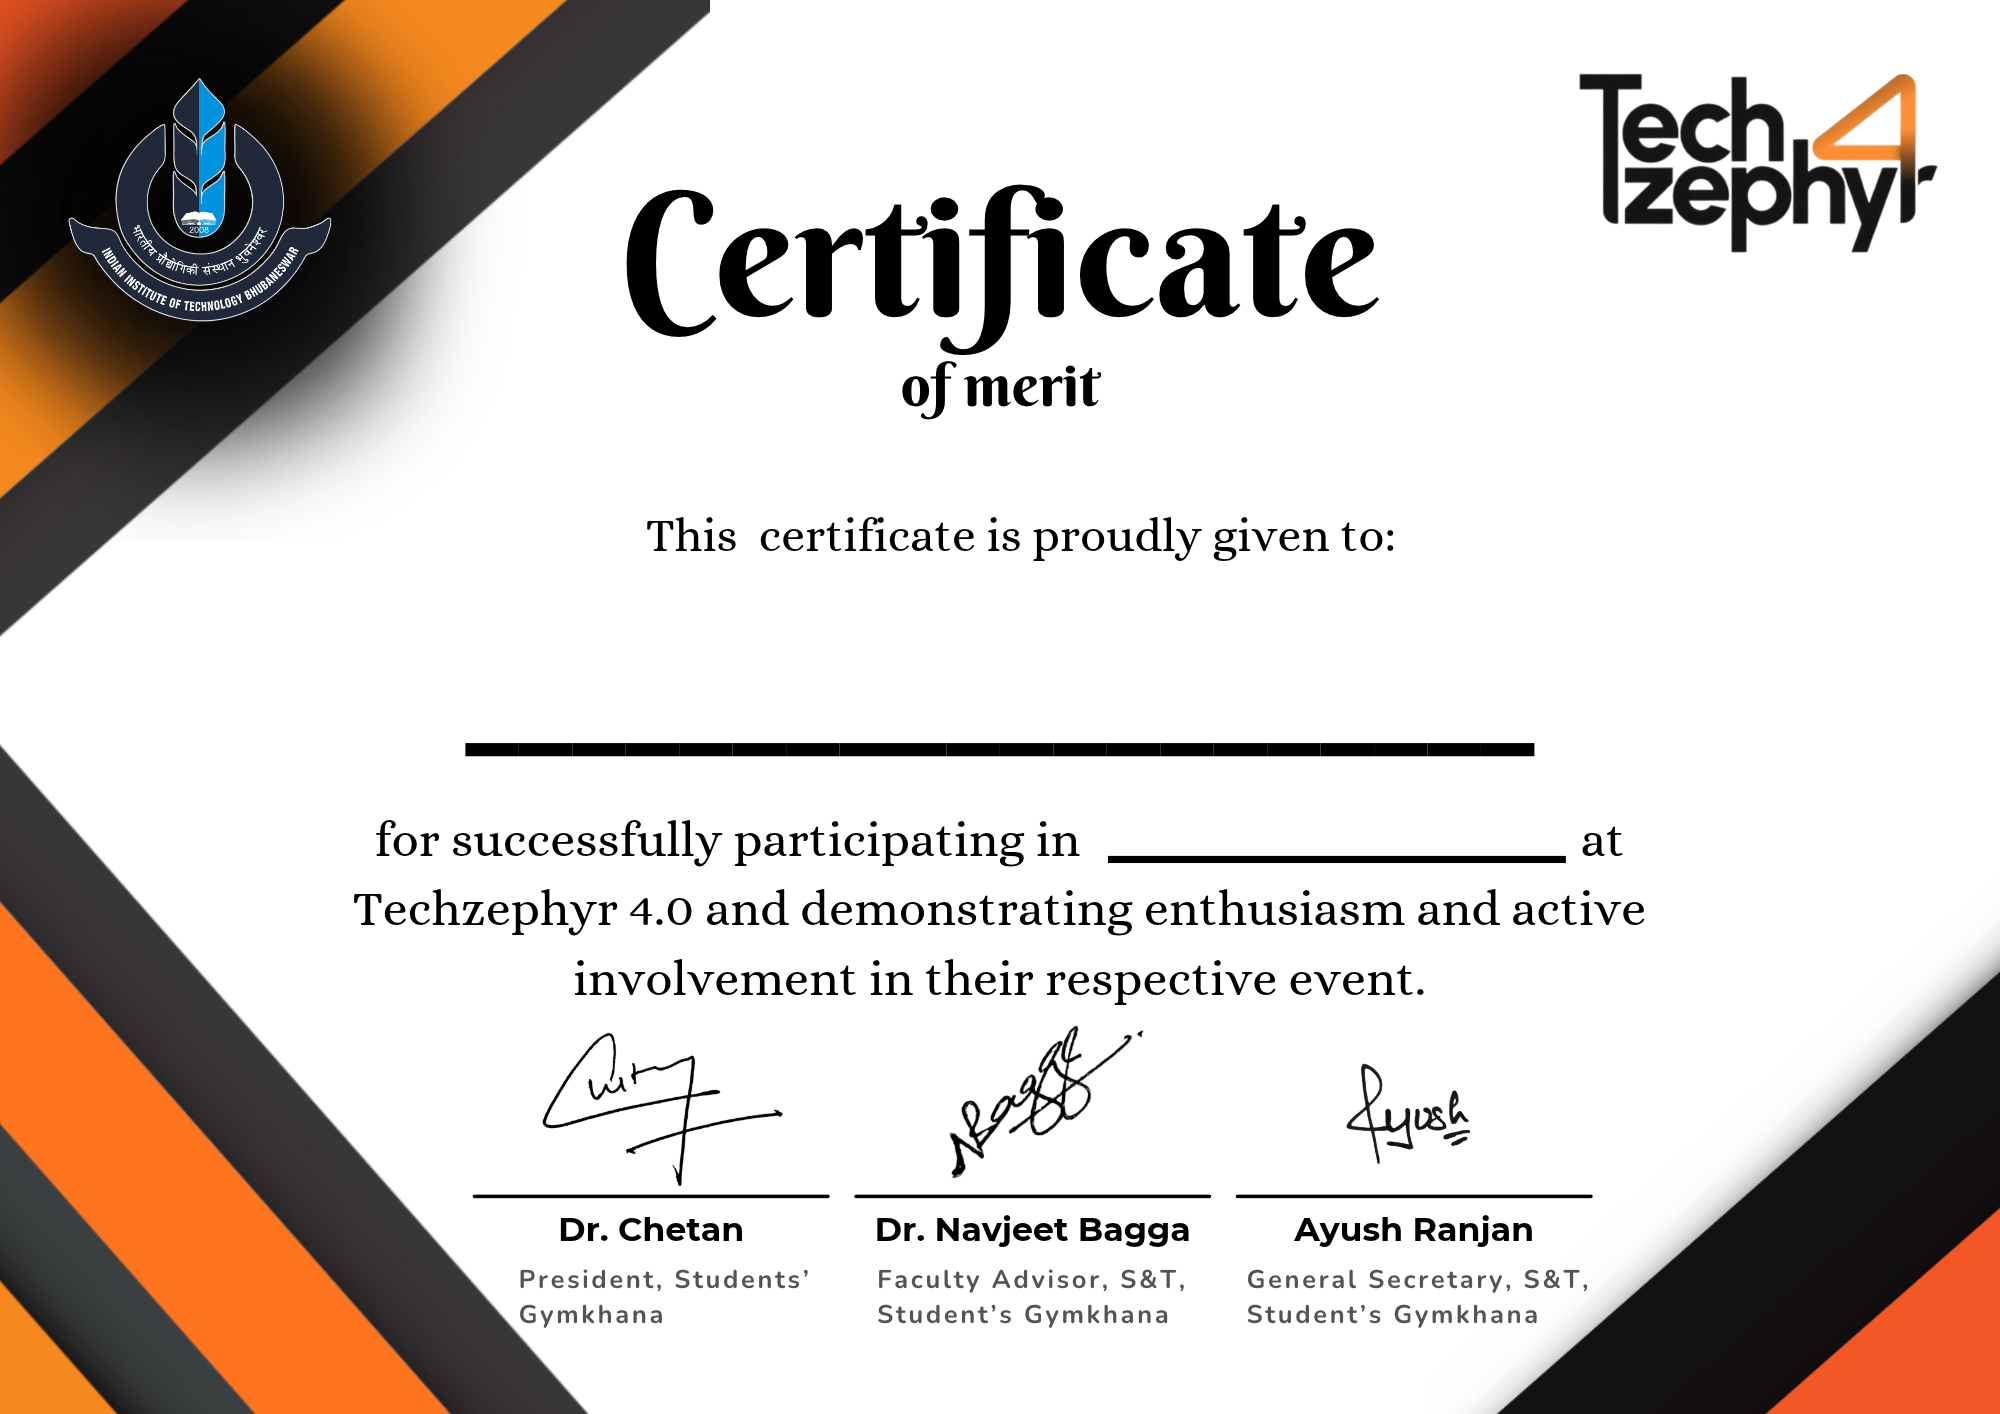 2008
भारतीय प्रौद्योगिकी संस्थान भुवनेश्वर
INDIAN INSTITUTE OF TECHNOLOGY BHUBANESWAR
Tech 4
zephyr
Certificate
of merit
This certificate is proudly given to:
for successfully participating in at
Techzephyr 4.0 and demonstrating enthusiasm and active
involvement in their respective event.
NBagga
Ayush
Dr. Chetan
President, Students’
Gymkhana
Dr. Navjeet Bagga
Faculty Advisor, S&T,
Student’s Gymkhana
Ayush Ranjan
General Secretary, S&T,
Student’s Gymkhana